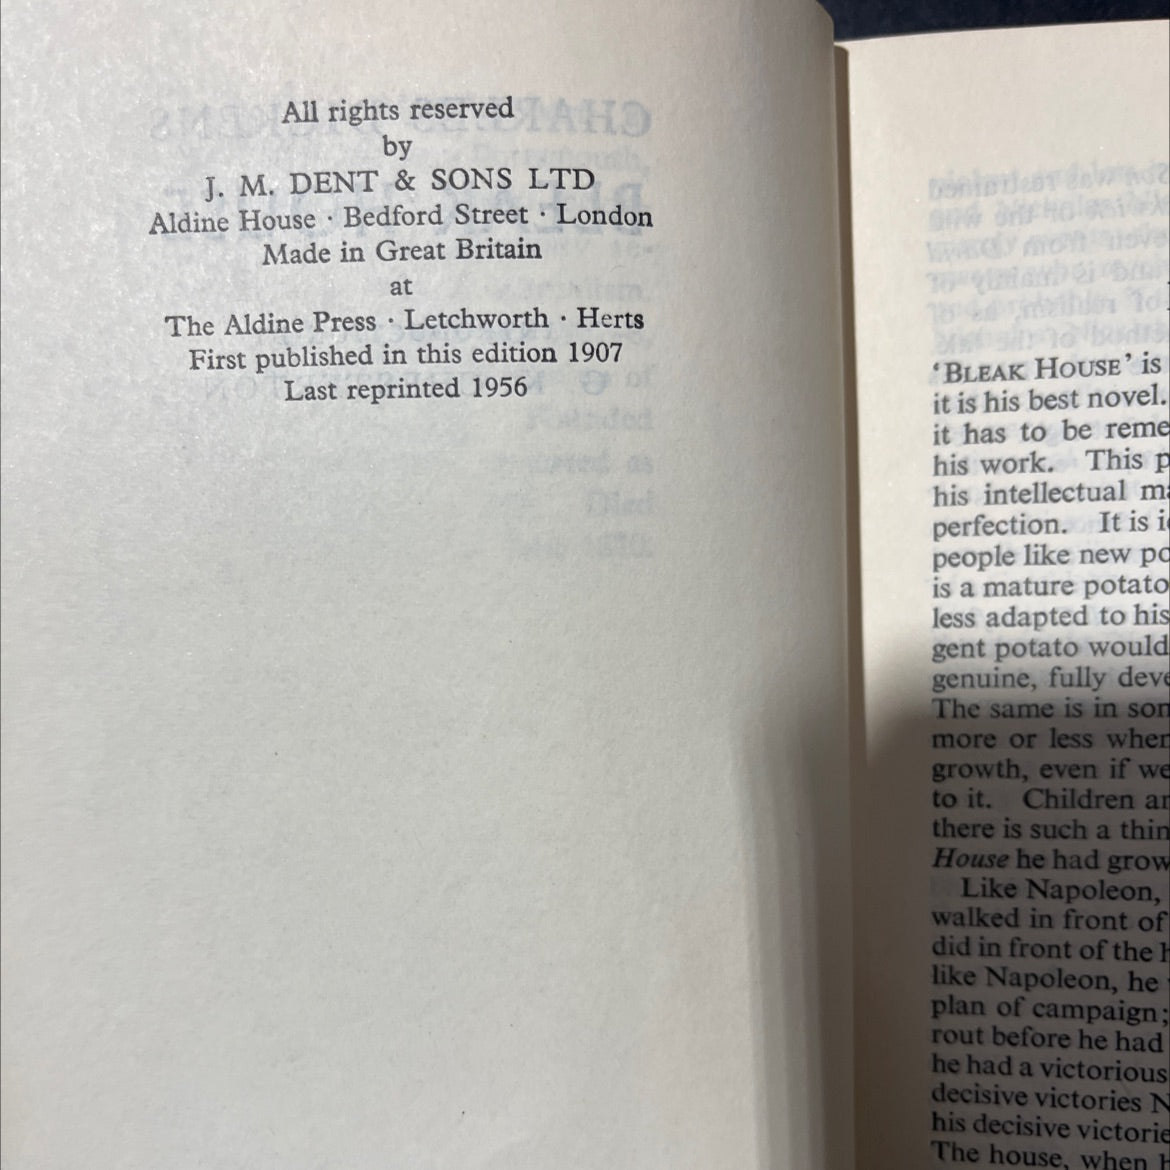 All rights reserved
by
J. M. DENT & SONS LTD
Aldine House · Bedford Street · London
Made in Great Britain
at
The Aldine Press · Letchworth · Herts
First published in this edition 1907
Last reprinted 1956
‘BLEAK HOUSE’ is
it is his best novel.
it has to be reme
his work. This p
his intellectual ma
perfection. It is i
people like new po
is a mature potato
less adapted to his
gent potato would
genuine, fully deve
The same is in som
more or less when
growth, even if we
to it. Children ar
there is such a thin
House he had grow
Like Napoleon,
walked in front of
did in front of the h
like Napoleon, he
plan of campaign;
rout before he had
he had a victorious
decisive victories N
his decisive victorie
The house, when h